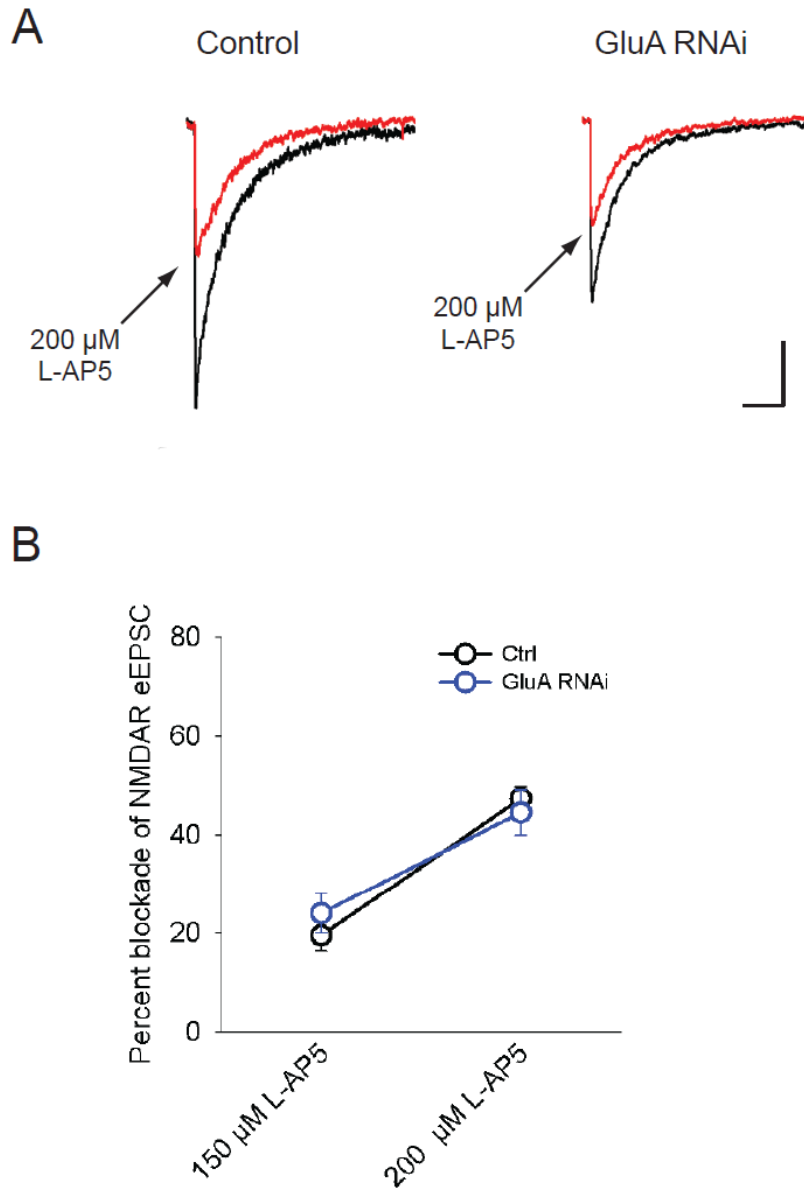 A
Control
GluA RNAi
200 µM
L-AP5
200 µM
L-AP5
B
Percent blockade of NMDAR eEPSC
80
60
40
20
0
Ctrl
GluA RNAi
150 µM L-AP5
200 µM L-AP5